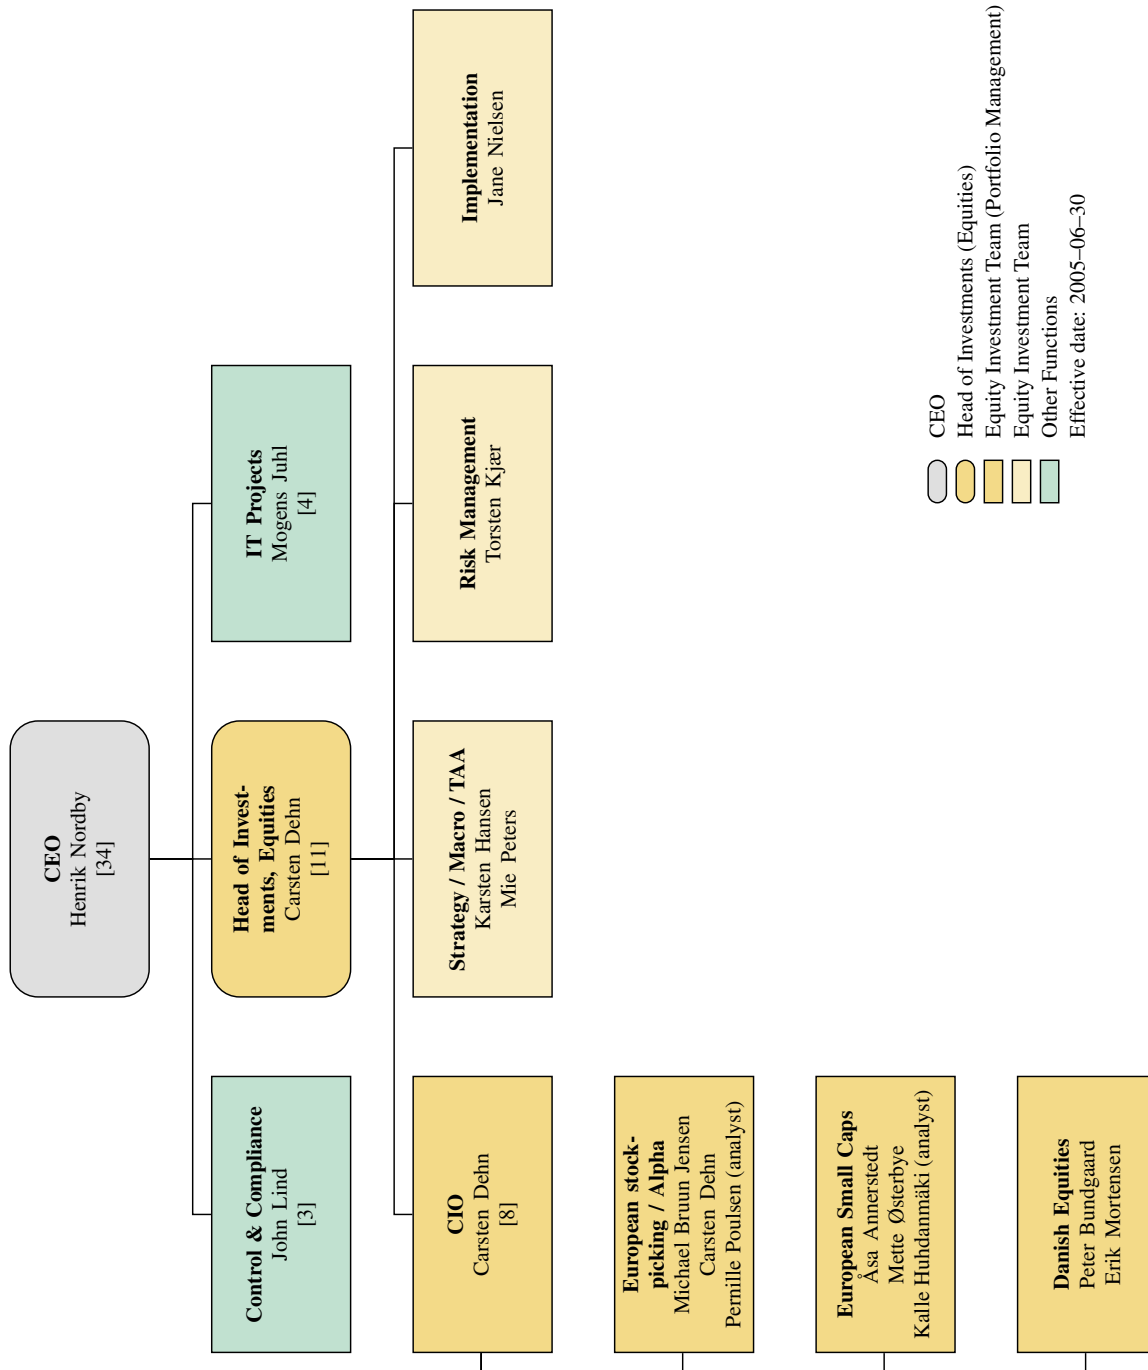 CEO
Henrik Nordby
[34]
Control & Compliance
John Lind
[3]
Head of Invest-
ments, Equities
Carsten Dehn
[11]
IT Projects
Mogens Juhl
[4]
CIO
Carsten Dehn
[8]
Strategy / Macro / TAA
Karsten Hansen
Mie Peters
Risk Management
Torsten Kjær
Implementation
Jane Nielsen
European stock-
picking / Alpha
Michael Bruun Jensen
Carsten Dehn
Pernille Poulsen (analyst)
European Small Caps
Åsa Annerstedt
Mette Østerbye
Kalle Huhdanmäki (analyst)
Danish Equities
Peter Bundgaard
Erik Mortensen
CEO
Head of Investments (Equities)
Equity Investment Team (Portfolio Management)
Equity Investment Team
Other Functions
Effective date: 2005–06–30